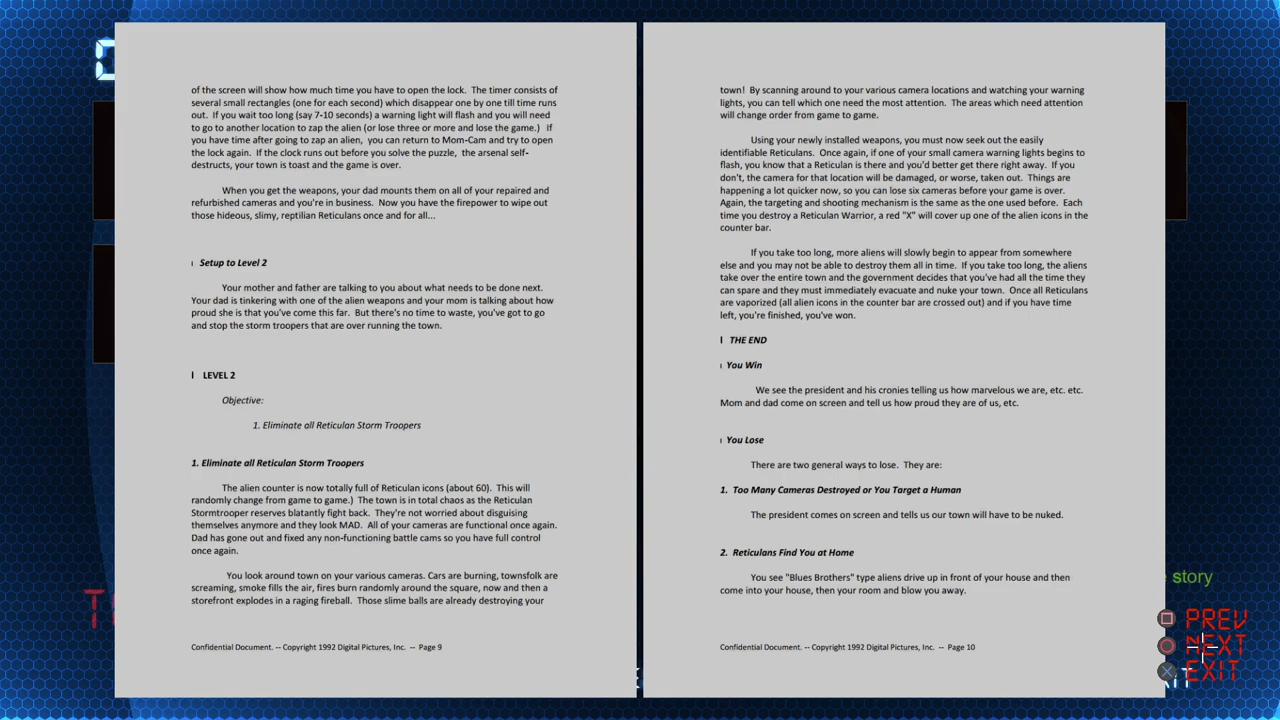 of the screen will show how much time you have to open the lock. The timer consists of
several small rectangles (one for each second) which disappear one by one till time runs
out. If you wait too long (say 7-10 seconds) a warning light will flash and you will need
to go to another location to zap the alien (or lose three or more and lose the game.) If
you have time after going to zap an alien, you can return to Mom-Cam and try to open
the lock again. If the clock runs out before you solve the puzzle, the arsenal self-
destructs, your town is toast and the game is over.
When you get the weapons, your dad mounts them on all of your repaired and
refurbished cameras and you're in business. Now you have the firepower to wipe out
those hideous, slimy, reptilian Reticulans once and for all...
Setup to Level 2
Your mother and father are talking to you about what needs to be done next.
Your dad is tinkering with one of the alien weapons and your mom is talking about how
proud she is that you've come this far. But there's no time to waste, you've got to go
and stop the storm troopers that are over running the town.
LEVEL 2
Objective:
1. Eliminate all Reticulan Storm Troopers
1. Eliminate all Reticulan Storm Troopers
The alien counter is now totally full of Reticulan icons (about 60). This will
randomly change from game to game.) The town is in total chaos as the Reticulan
Stormtrooper reserves blatantly fight back. They're not worried about disguising
themselves anymore and they look MAD. All of your cameras are functional once again.
Dad has gone out and fixed any non-functioning battle cams so you have full control
once again.
You look around town on your various cameras. Cars are burning, townsfolk are
screaming, smoke fills the air, fires burn randomly around the square, now and then a
storefront explodes in a raging fireball. Those slime balls are already destroying your
Confidential Document. -- Copyright 1992 Digital Pictures, Inc. -- Page 9
town! By scanning around to your various camera locations and watching your warning
lights, you can tell which one need the most attention. The areas which need attention
will change order from game to game.
Using your newly installed weapons, you must now seek out the easily
identifiable Reticulans. Once again, if one of your small camera warning lights begins to
flash, you know that a Reticulan is there and you'd better get there right away. If you
don't, the camera for that location will be damaged, or worse, taken out. Things are
happening a lot quicker now, so you can lose six cameras before your game is over.
Again, the targeting and shooting mechanism is the same as the one used before. Each
time you destroy a Reticulan Warrior, a red "X" will cover up one of the alien icons in the
counter bar.
If you take too long, more aliens will slowly begin to appear from somewhere
else and you may not be able to destroy them all in time. If you take too long, the aliens
take over the entire town and the government decides that you've had all the time they
can spare and they must immediately evacuate and nuke your town. Once all Reticulans
are vaporized (all alien icons in the counter bar are crossed out) and if you have time
left, you're finished, you've won.
THE END
You Win
We see the president and his cronies telling us how marvelous we are, etc. etc.
Mom and dad come on screen and tell us how proud they are of us, etc.
You Lose
There are two general ways to lose. They are:
1. Too Many Cameras Destroyed or You Target a Human
The president comes on screen and tells us our town will have to be nuked.
2. Reticulans Find You at Home
You see "Blues Brothers" type aliens drive up in front of your house and then
come into your house, then your room and blow you away.
Confidential Document. -- Copyright 1992 Digital Pictures, Inc. -- Page 10
story
PREV
NEXT
EXIT